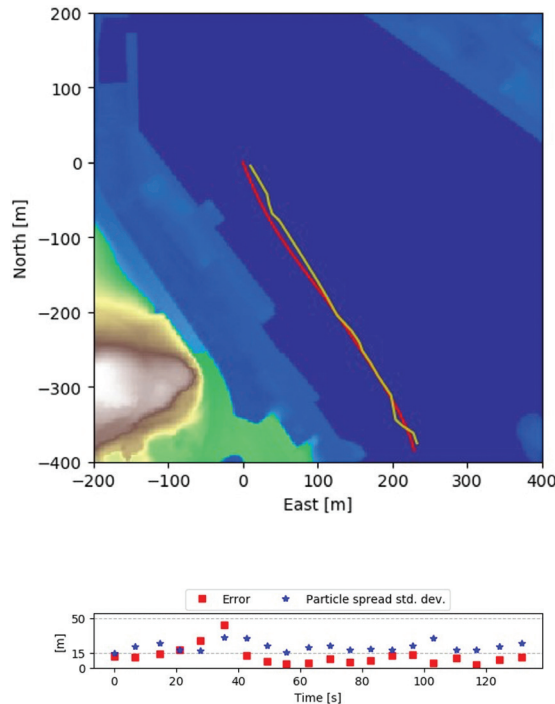 200
100
0
−100
−200
−300
−400
North [m]
−200 −100 0 100 200 300 400
East [m]
Error Particle spread std. dev.
50
15
0
[m]
0 20 40 60 80 100 120
Time [s]